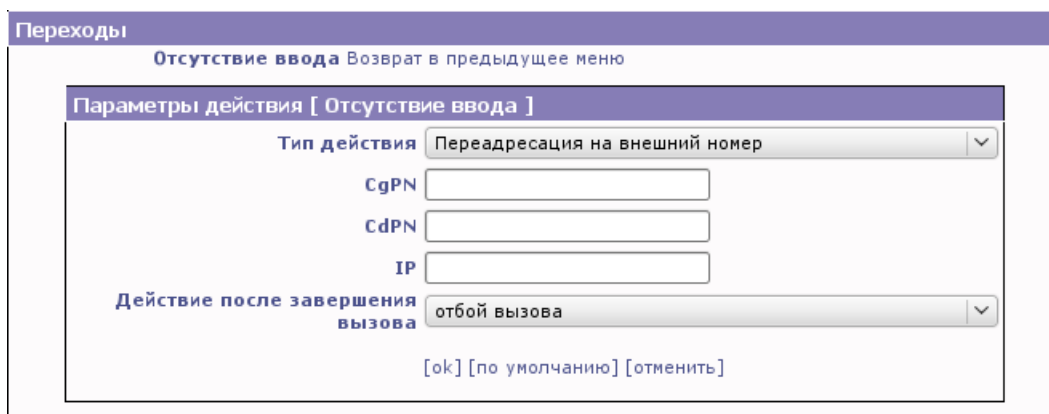 Переходы
Отсутствие ввода Возврат в предыдущее меню
Параметры действия [ Отсутствие ввода ]
Тип действия Переадресация на внешний номер
CgPN
CdPN
IP
Действие после завершения
вызова отбой вызова
[ok] [по умолчанию] [отменить]